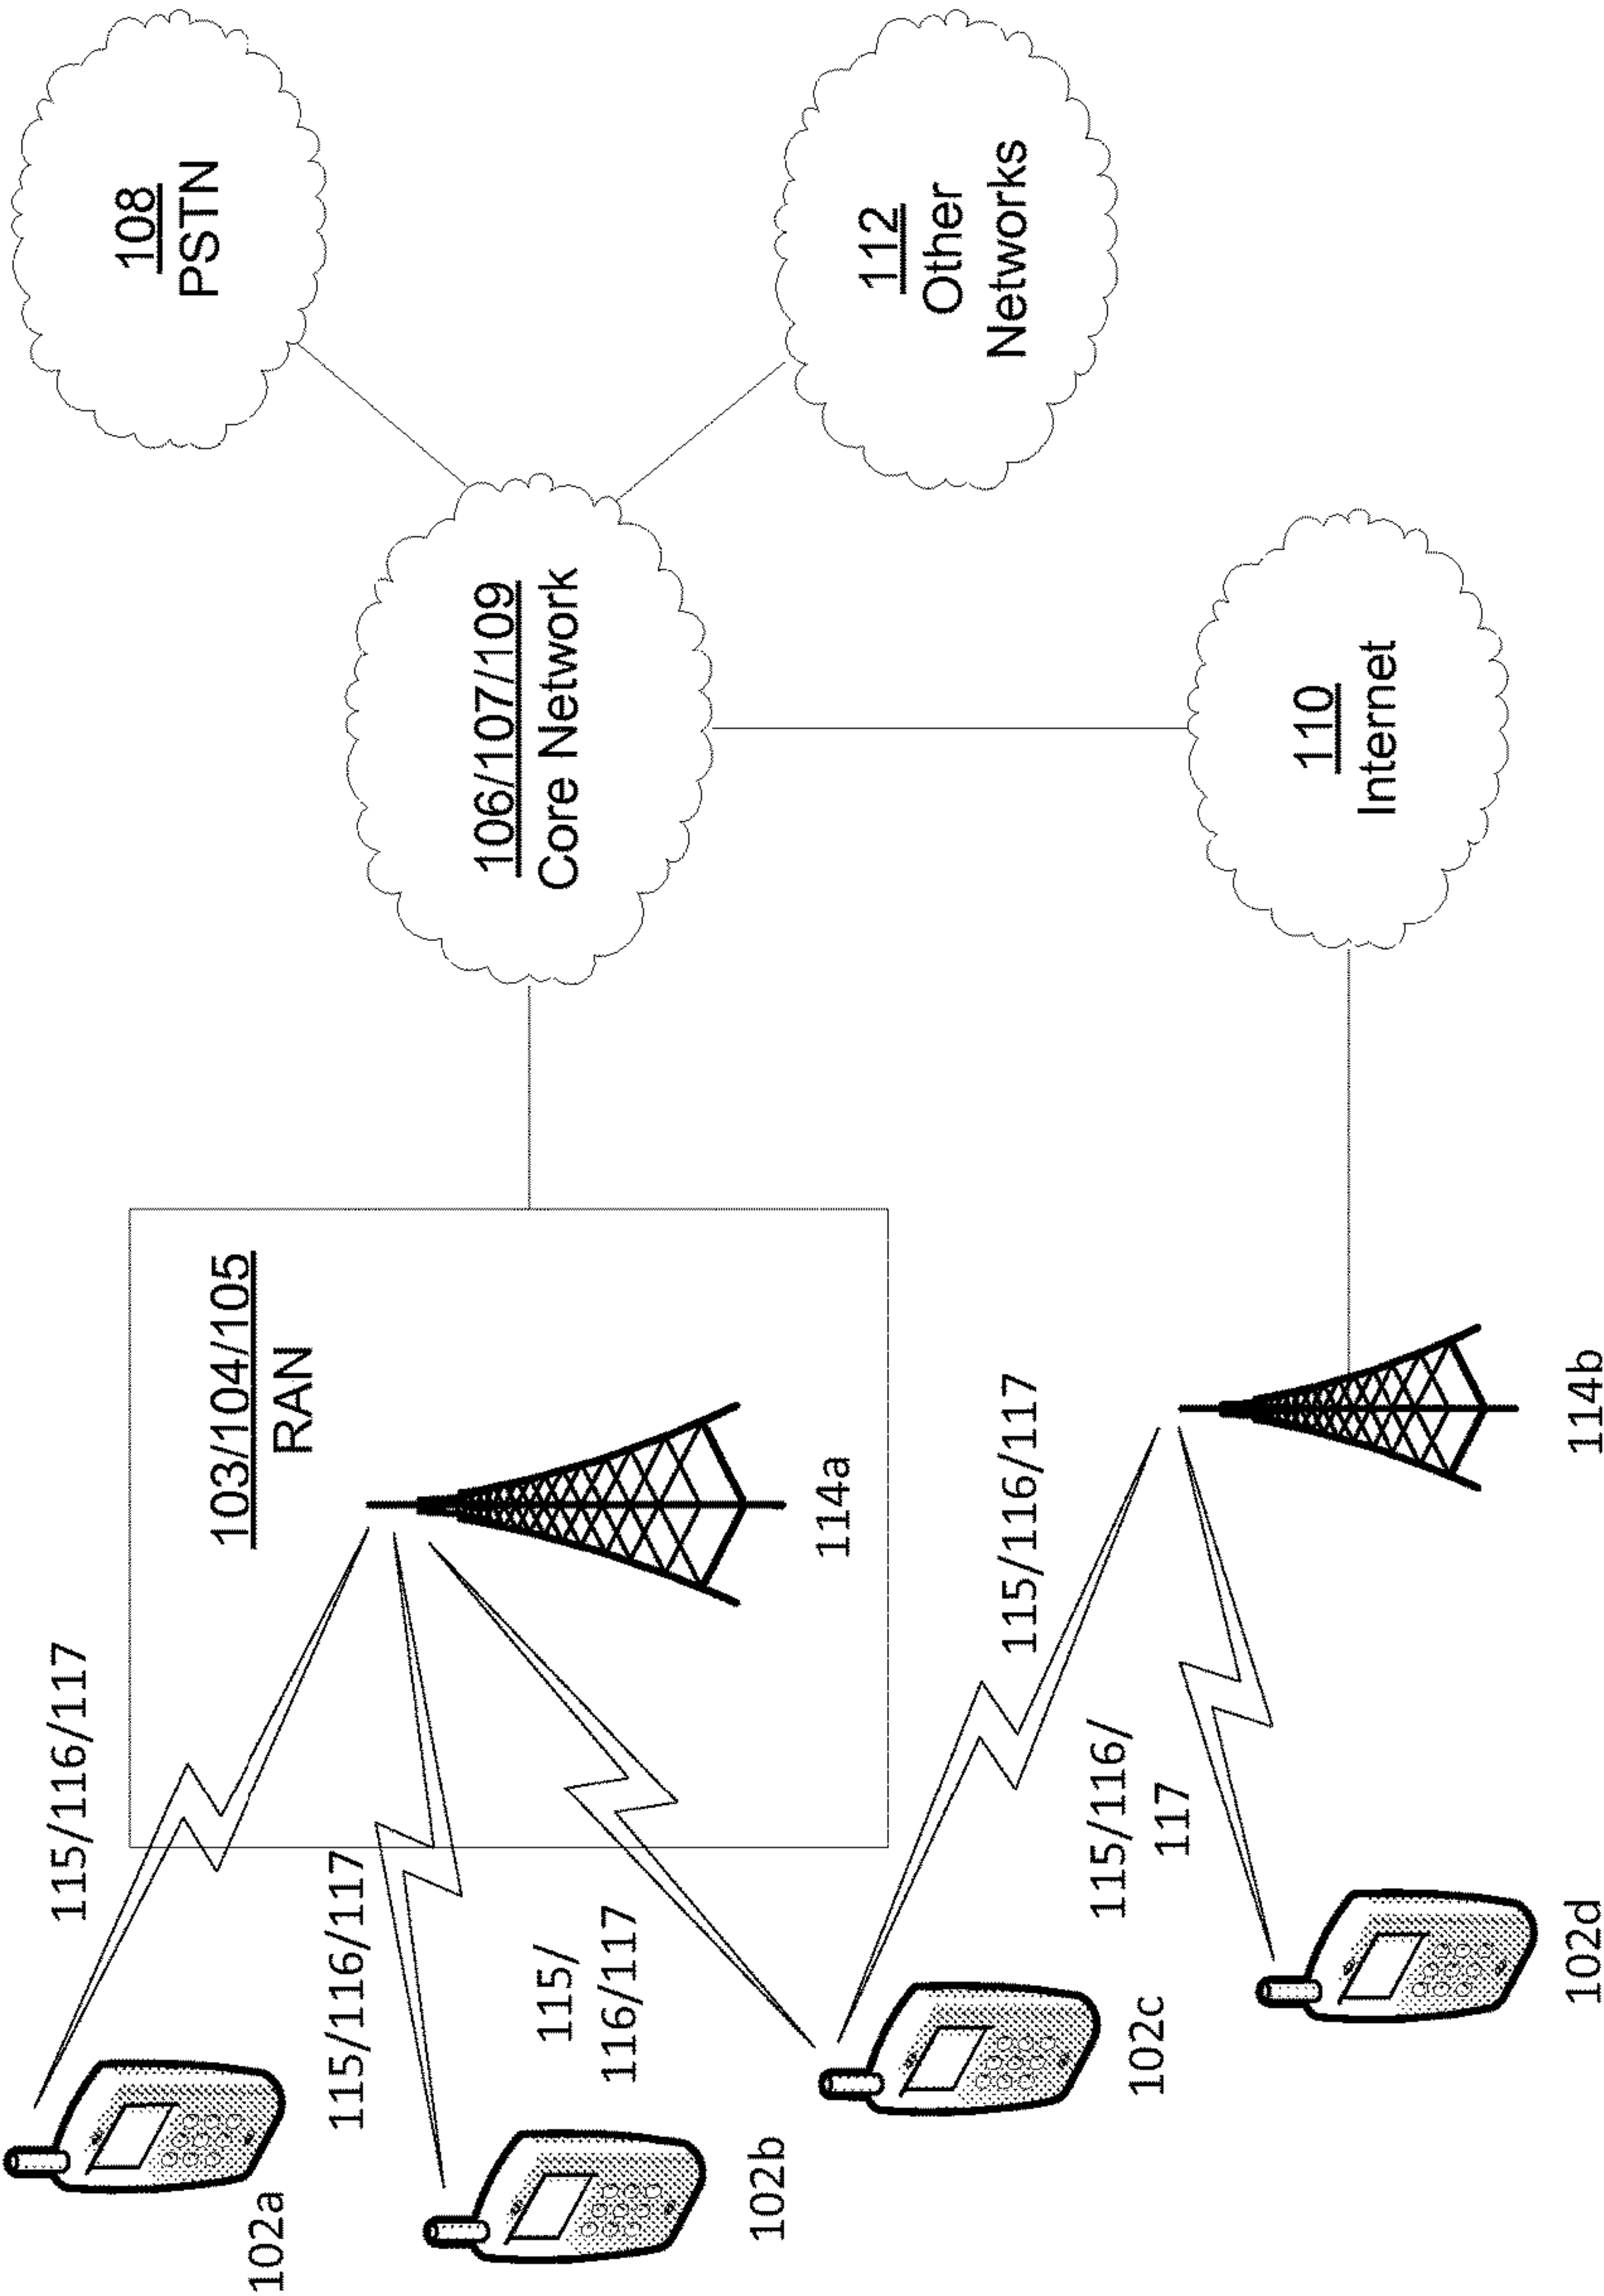 102a
115/116/117
103/104/105
RAN
108
PSTN
115/116/117
106/107/109
Core Network
102b
115/
116/117
114a
112
Other
Networks
102c
115/116/117
115/116/
117
110
Internet
102d
114b